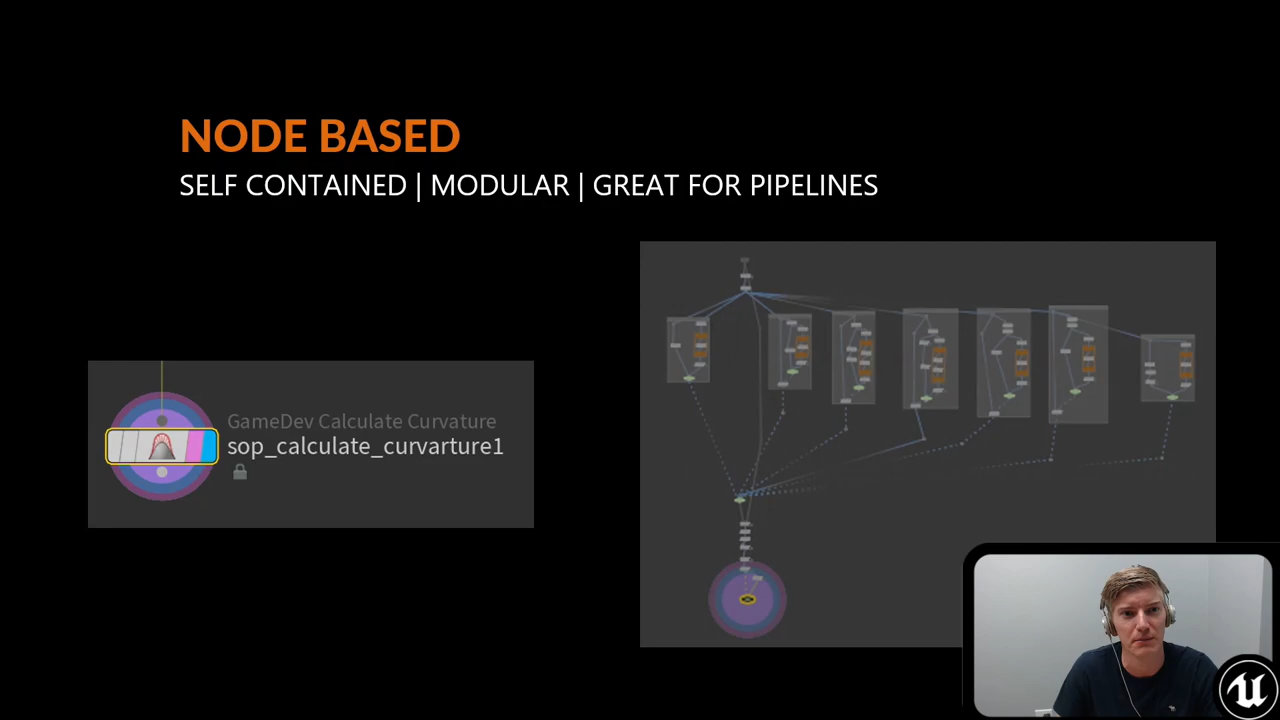 NODE BASED
SELF CONTAINED | MODULAR | GREAT FOR PIPELINES
GameDev Calculate Curvature
sop_calculate_curvarture1